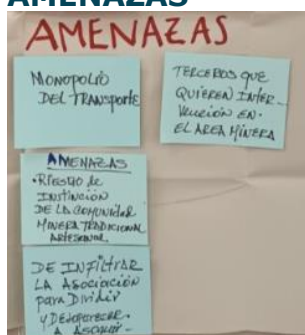 AMENAZAS
AMENAZAS
MONOPOLIO
DEL TRANSPORTE
TERCEROS QUE
QUIEREN INTER-
VENCIÓN EN.
EL AREA MINERA
AMENAZAS
• RIESGO de
INSTINCIÓN
DE LA COMUNIDAD
MINERA TRADICIONAL
ARTESANAL
DE INFILTRAR
LA ASOCIACIÓN
para Dividir
Y DESAPARECER
A ASOQUIR-